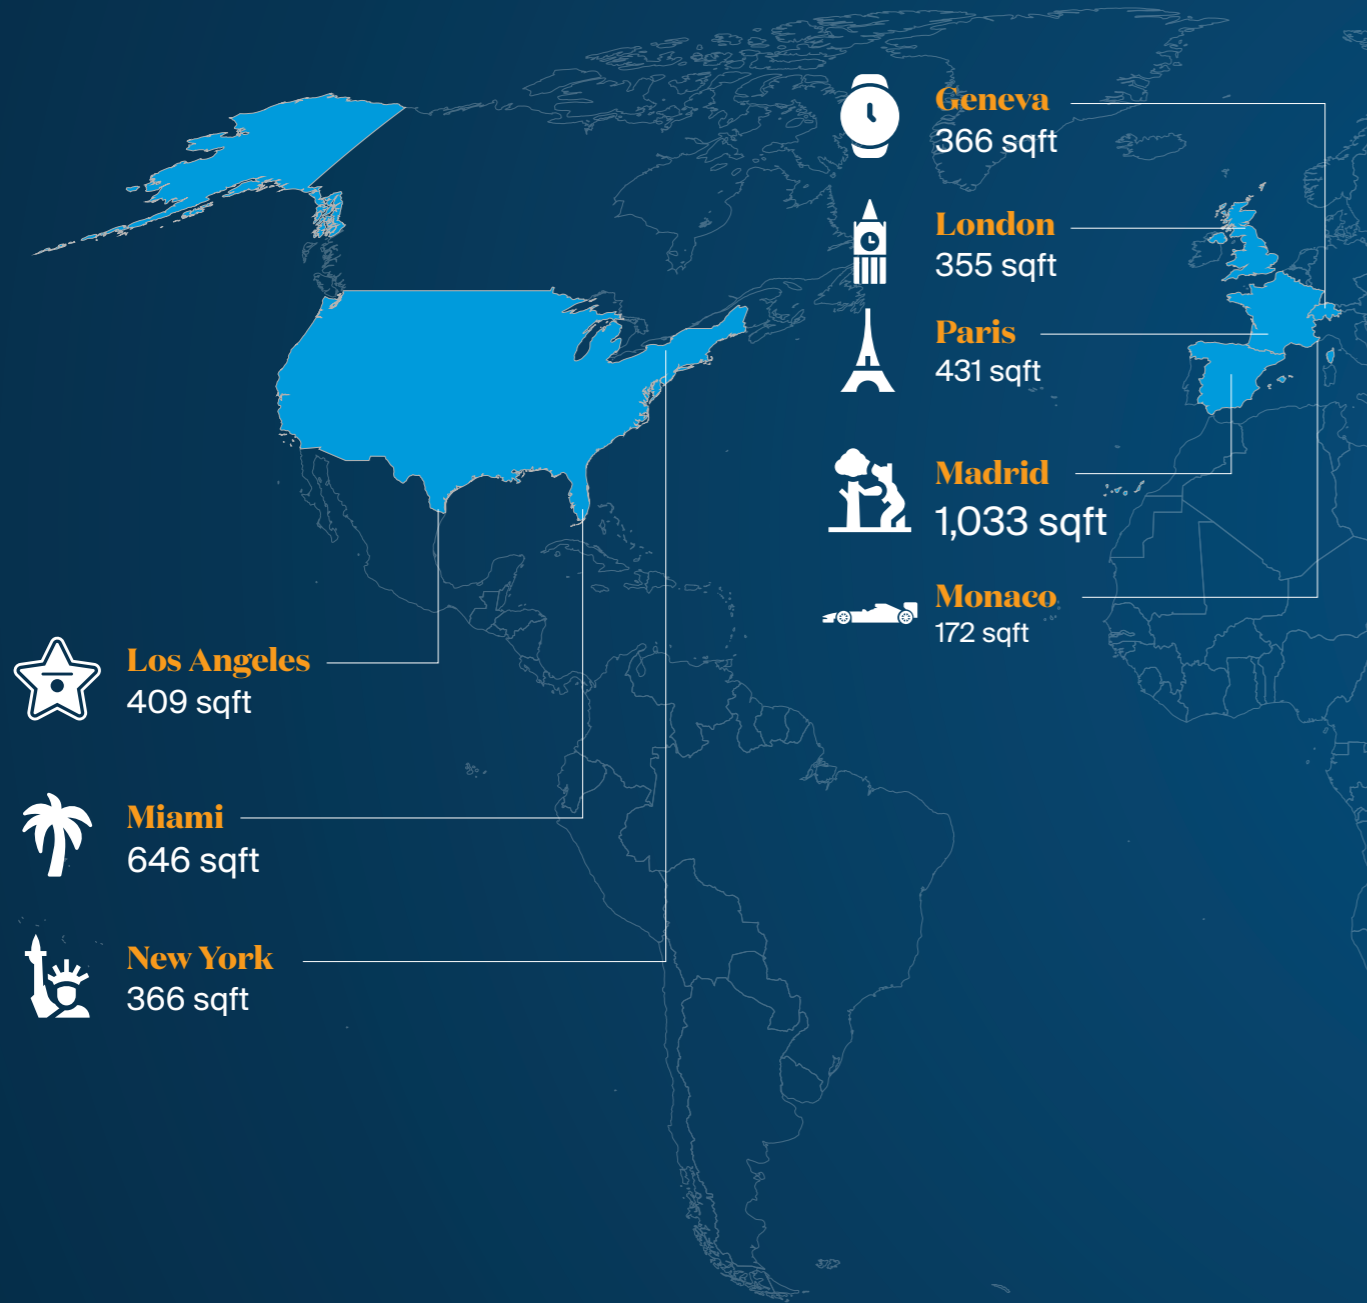 Geneva
366 sqft
London
355 sqft
Paris
431 sqft
Madrid
1,033 sqft
Monaco
172 sqft
Los Angeles
409 sqft
Miami
646 sqft
New York
366 sqft